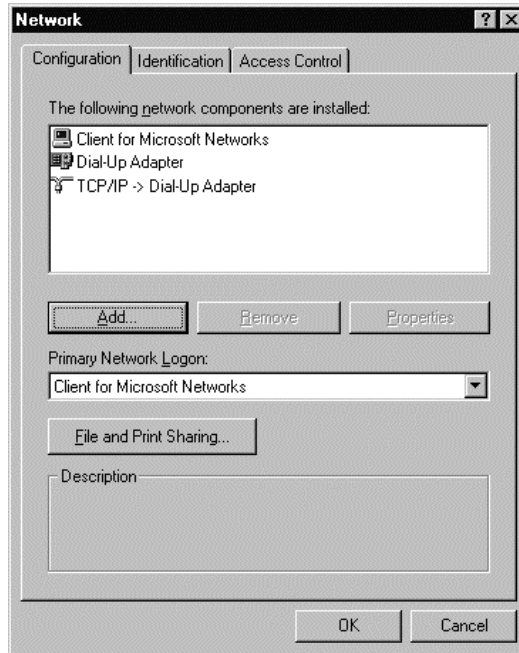 Network
Configuration Identification Access Control
The following network components are installed:
Client for Microsoft Networks
Dial-Up Adapter
TCP/IP -> Dial-Up Adapter
Add... Remove Properties
Primary Network Logon:
Client for Microsoft Networks
File and Print Sharing...
Description
OK Cancel